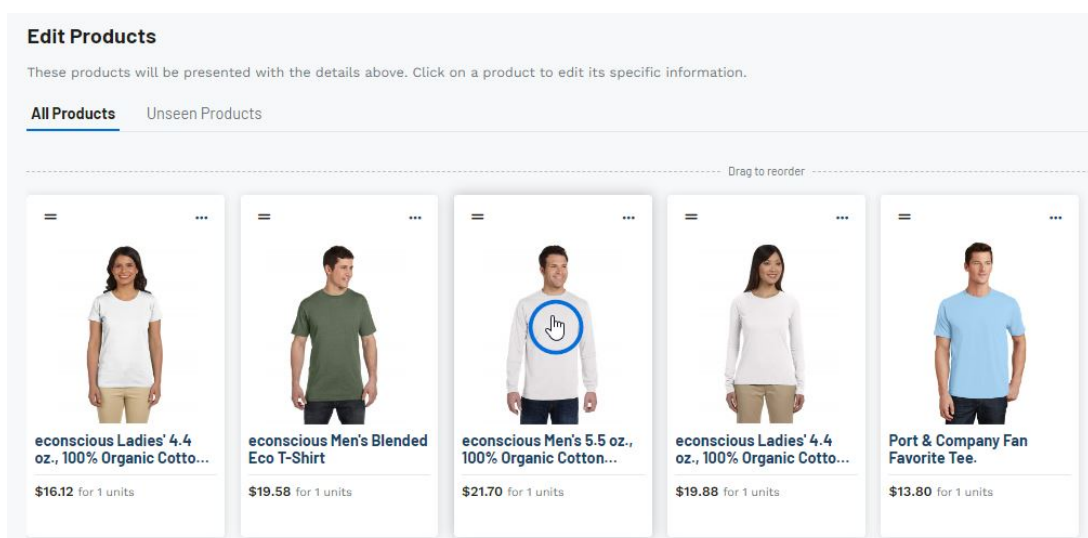 Edit Products
These products will be presented with the details above. Click on a product to edit its specific information.
All Products Unseen Products
Drag to reorder
econscious Ladies' 4.4
oz., 100% Organic Cotto...
$16.12 for 1 units
econscious Men's Blended
Eco T-Shirt
$19.58 for 1 units
econscious Men's 5.5 oz.,
100% Organic Cotton...
$21.70 for 1 units
econscious Ladies' 4.4
oz., 100% Organic Cotto...
$19.88 for 1 units
Port & Company Fan
Favorite Tee.
$13.80 for 1 units